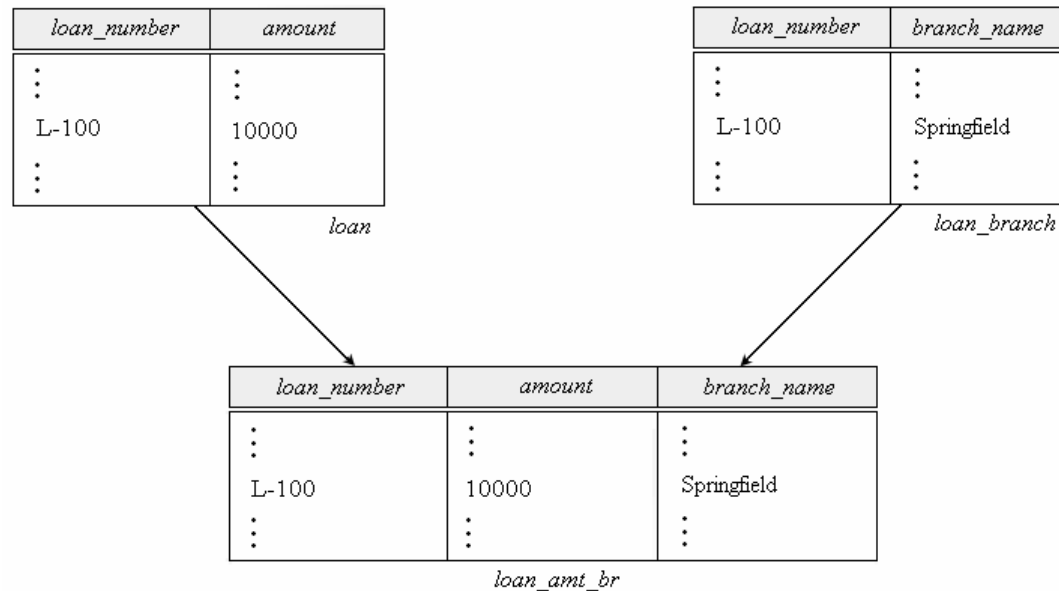 loan_number amount
L-100 10000
loan
loan_number branch_name
L-100 Springfield
loan_branch
loan_number amount branch_name
L-100 10000 Springfield
loan_amt_br